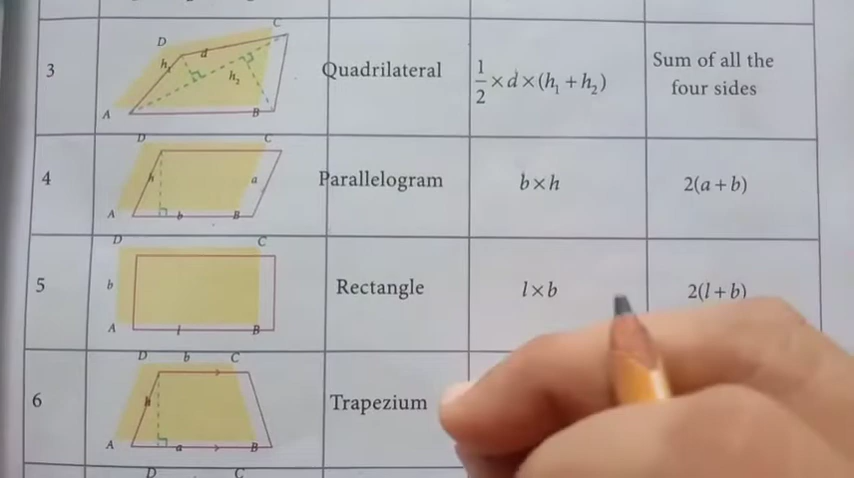 C
D
d
h₁
h₂
A
B
3
Quadrilateral
1/2 × d × (h₁ + h₂)
Sum of all the
four sides
D
C
h
a
A
b
B
4
Parallelogram
b × h
2(a + b)
D
C
b
A
l
B
5
Rectangle
l × b
2(l + b)
D
b
C
h
A
a
B
6
Trapezium
D
C